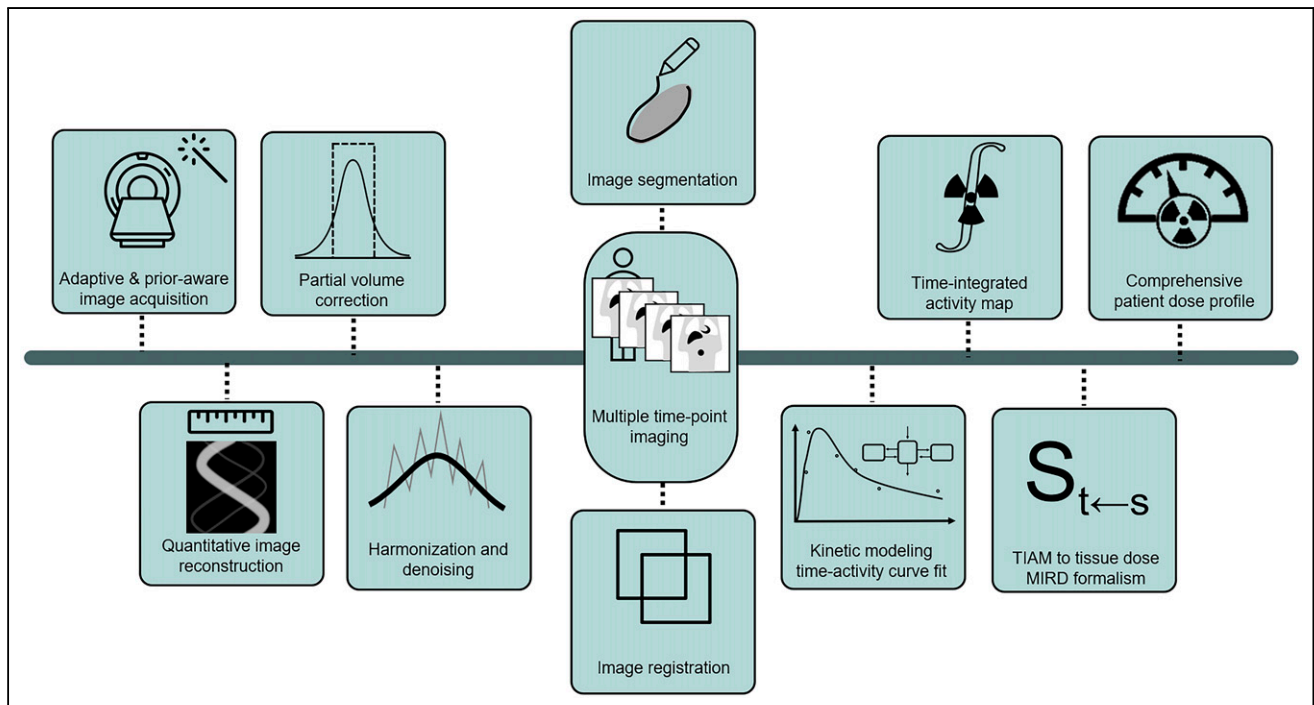 Adaptive & prior-aware
image acquisition
Quantitative image
reconstruction
Partial volume
correction
Harmonization and
denoising
Image segmentation
Multiple time-point
imaging
Image registration
Kinetic modeling
time-activity curve fit
Time-integrated
activity map
S t←s
TIAM to tissue dose
MIRD formalism
Comprehensive
patient dose profile